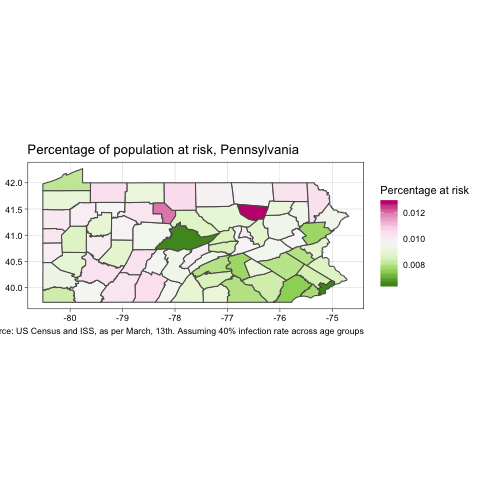 Percentage of population at risk, Pennsylvania
Percentage at risk
42.0
0.012
41.5
41.0
0.010
40.5
0.008
40.0
-80 -79 -78 -77 -76 -75
US Census and ISS, as per March, 13th. Assuming 40% infection rate across age groups